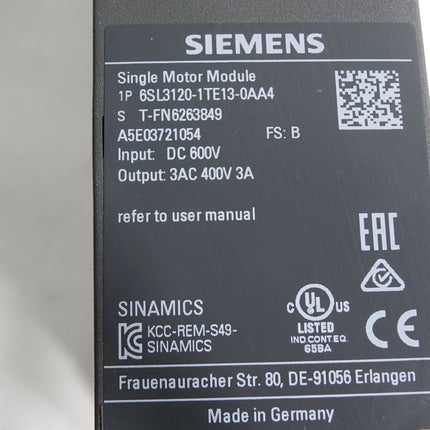 SIEMENS
Single Motor Module
1P 6SL3120-1TE13-0AA4
S T-FN6263849
A5E03721054 FS: B
Input: DC 600V
Output: 3AC 400V 3A
refer to user manual
EAC
SINAMICS
C UL US
LISTED
IND.CONT.EQ.
65BA
CE
KCC-REM-S49-
SINAMICS
Frauenauracher Str. 80, DE-91056 Erlangen
Made in Germany